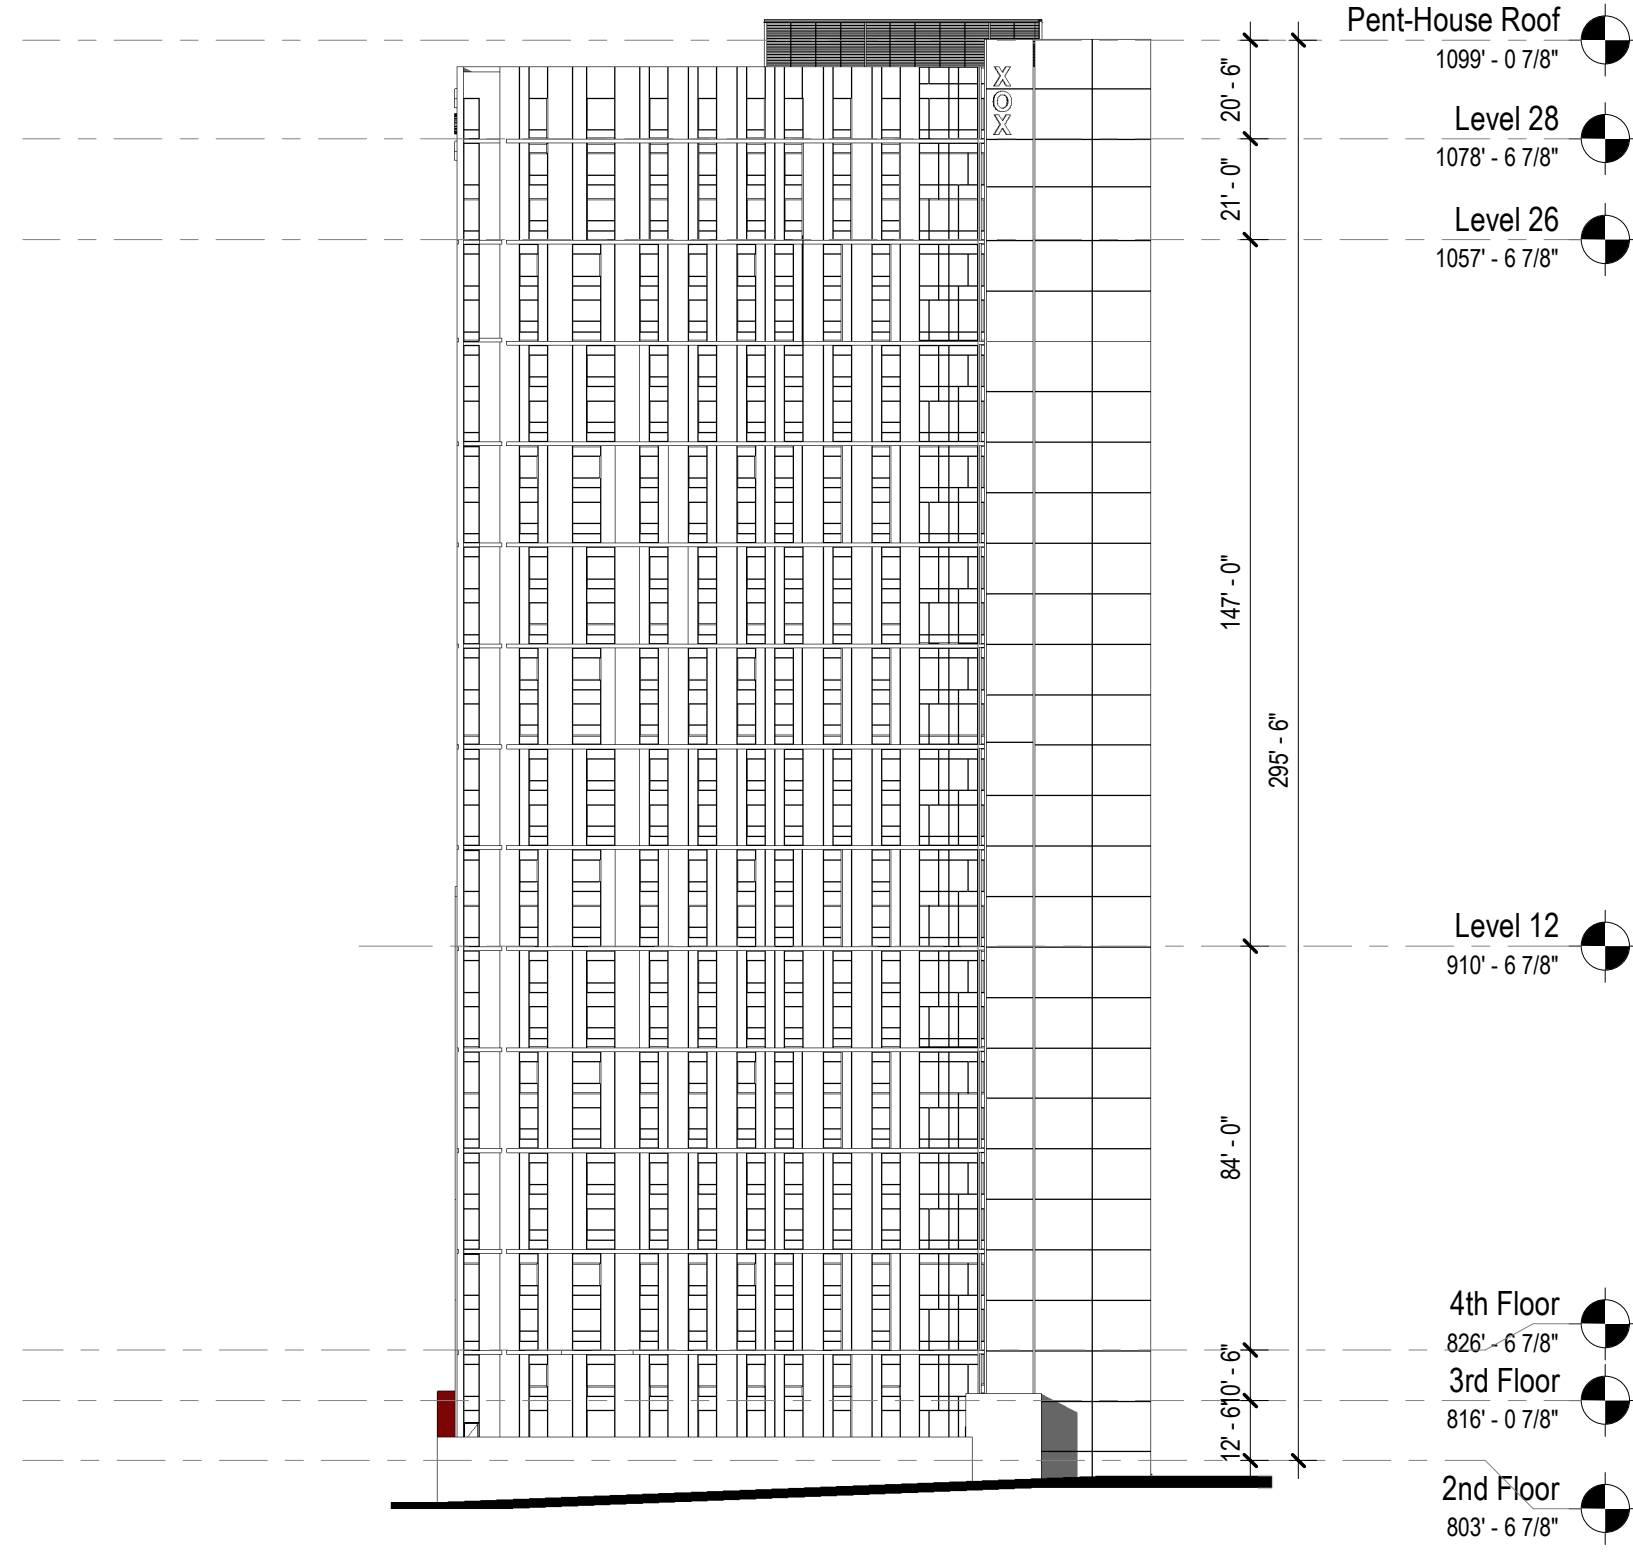 Pent-House Roof
1099' - 0 7/8"
20' - 6"
X
O
X
Level 28
1078' - 6 7/8"
21' - 0"
Level 26
1057' - 6 7/8"
147' - 0"
295' - 6"
Level 12
910' - 6 7/8"
84' - 0"
4th Floor
826' - 6 7/8"
10' - 6"
3rd Floor
816' - 0 7/8"
12' - 6"
2nd Floor
803' - 6 7/8"